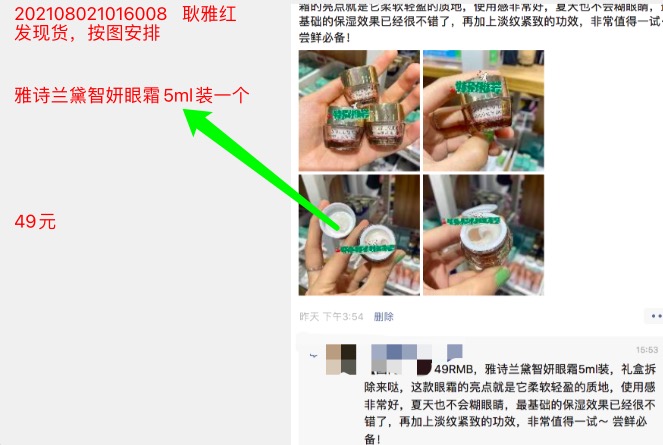 202108021016008 耿雅红
发现货，按图安排
雅诗兰黛智妍眼霜5ml装一个
49元
霜的亮点就是它柔软轻盈的质地，使用感非常好，夏天也不会糊眼睛，最
基础的保湿效果已经很不错了，再加上淡纹紧致的功效，非常值得一试～
尝鲜必备！
昨天 下午3:54 删除
15:53
49RMB，雅诗兰黛智妍眼霜5ml装，礼盒拆
除来哒，这款眼霜的亮点就是它柔软轻盈的质地，使用感
非常好，夏天也不会糊眼睛，最基础的保湿效果已经很不
错了，再加上淡纹紧致的功效，非常值得一试～ 尝鲜必
备！